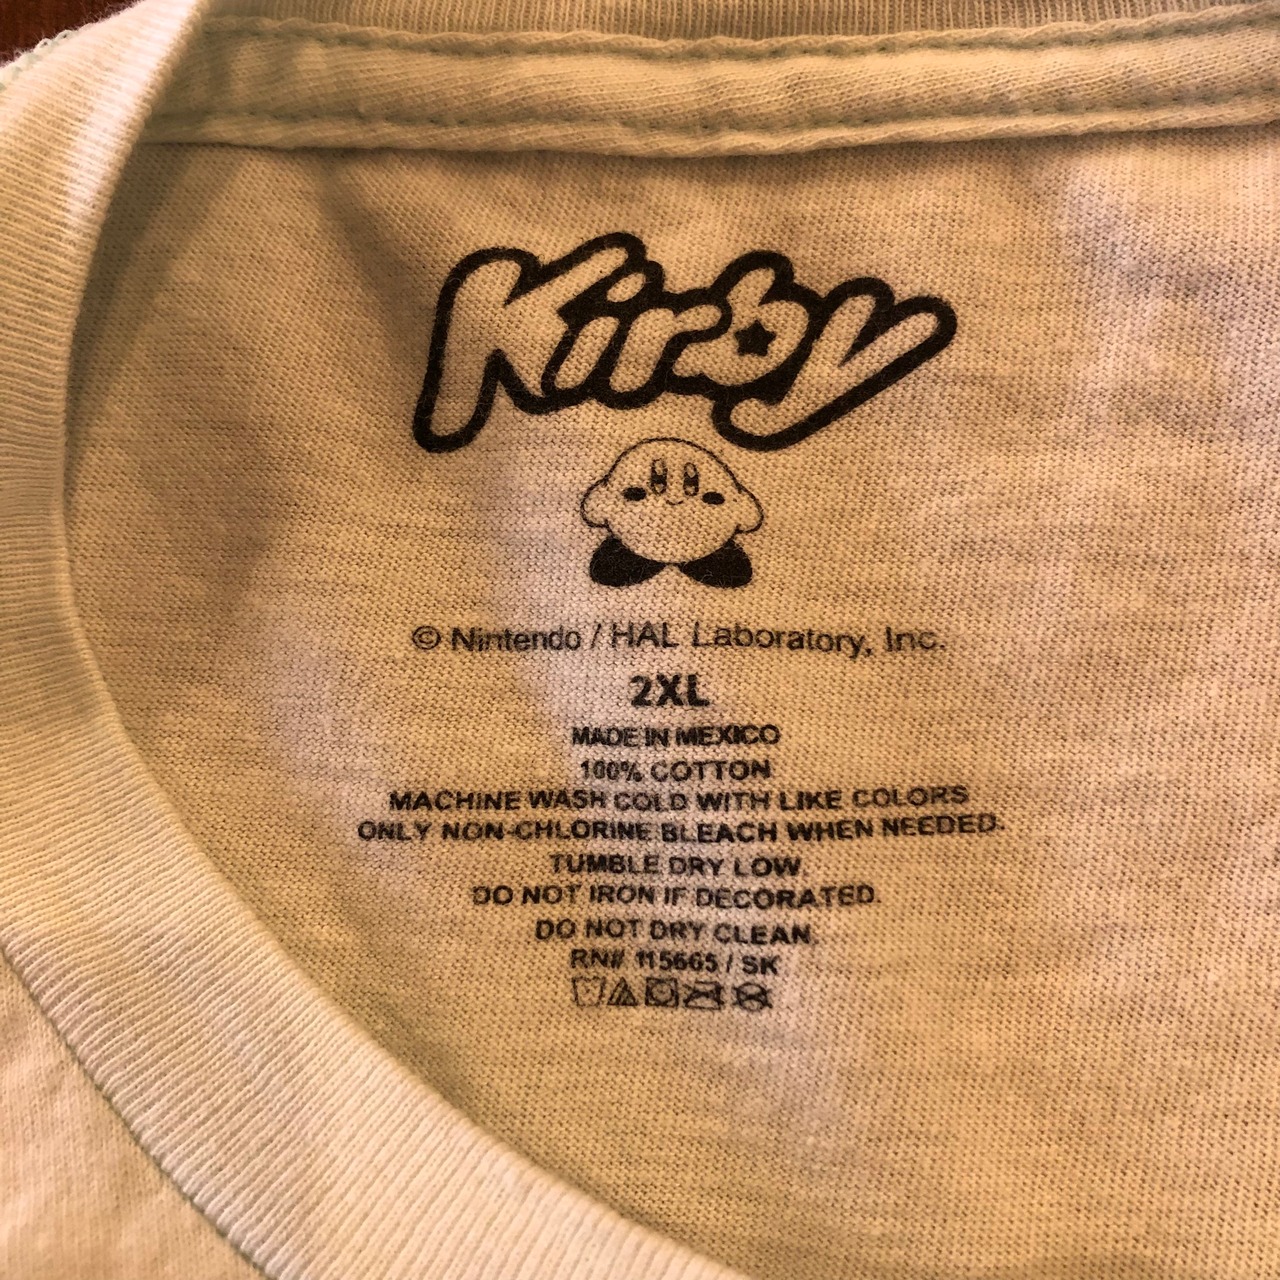 Kirby
© Nintendo / HAL Laboratory, Inc.
2XL
MADE IN MEXICO
100% COTTON
MACHINE WASH COLD WITH LIKE COLORS
ONLY NON-CHLORINE BLEACH WHEN NEEDED.
TUMBLE DRY LOW.
DO NOT IRON IF DECORATED.
DO NOT DRY CLEAN.
RN# 115665 / SK